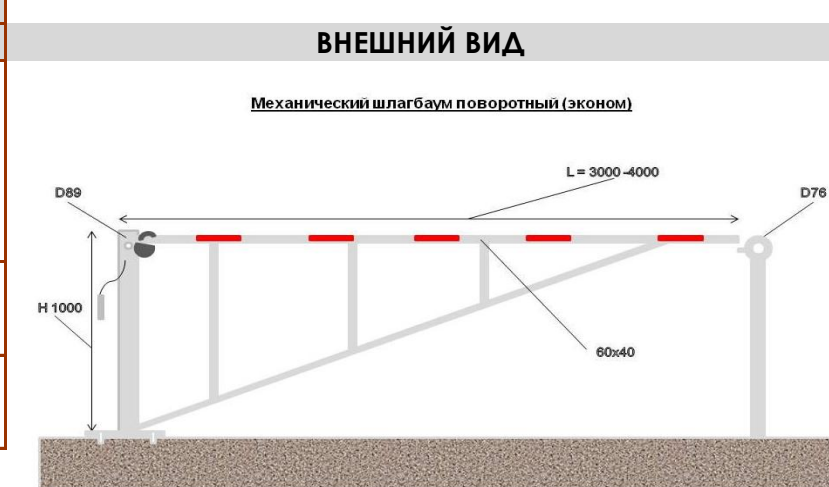 ВНЕШНИЙ ВИД
Механический шлагбаум поворотный (эконом)
L = 3000-4000
D89
D76
H 1000
60x40